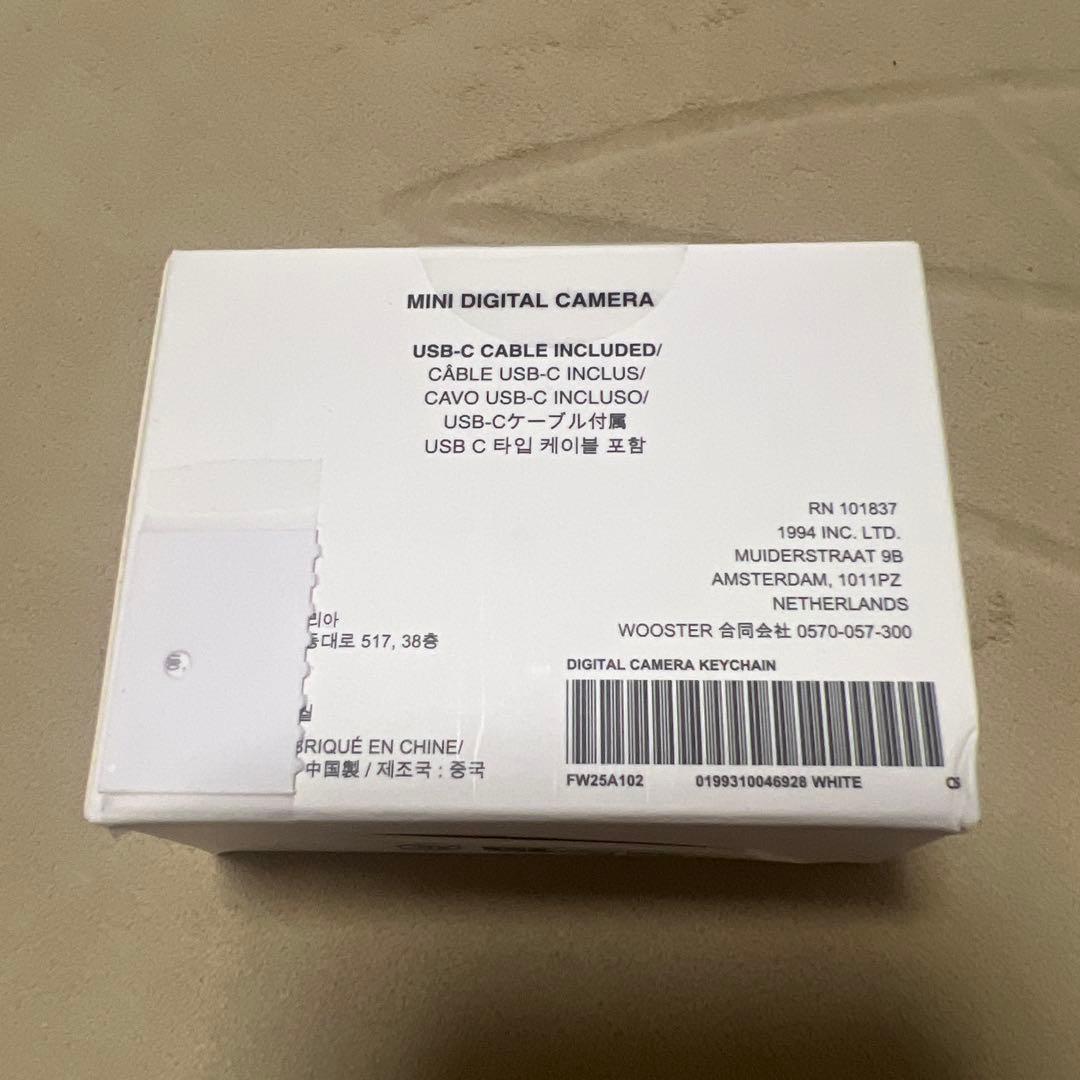 MINI DIGITAL CAMERA
USB-C CABLE INCLUDED/
CÂBLE USB-C INCLUS/
CAVO USB-C INCLUSO/
USB-Cケーブル付属
USB C 타입 케이블 포함
RN 101837
1994 INC. LTD.
MUIDERSTRAAT 9B
AMSTERDAM, 1011PZ
NETHERLANDS
WOOSTER 合同会社 0570-057-300
리아
동대로 517, 38층
BRIQUÉ EN CHINE/
中国製 / 제조국 : 중국
DIGITAL CAMERA KEYCHAIN
FW25A102 0199310046928 WHITE